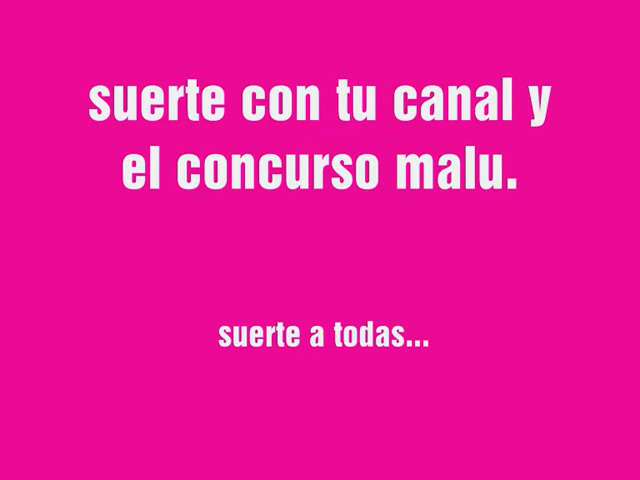 suerte con tu canal y
el concurso malu.
suerte a todas...